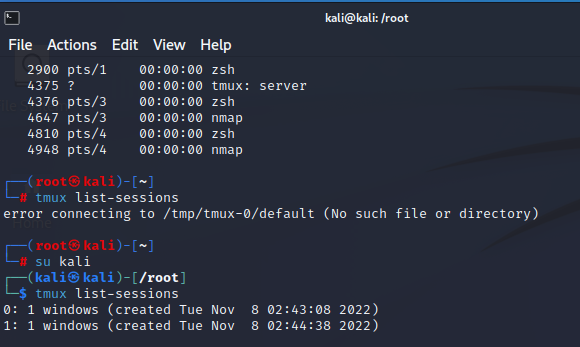 kali@kali: /root
File Actions Edit View Help
2900 pts/1 00:00:00 zsh
4375 ? 00:00:00 tmux: server
4376 pts/3 00:00:00 zsh
4647 pts/3 00:00:00 nmap
4810 pts/4 00:00:00 zsh
4948 pts/4 00:00:00 nmap
┌──(root㉿kali)-[~]
└─# tmux list-sessions
error connecting to /tmp/tmux-0/default (No such file or directory)
┌──(root㉿kali)-[~]
└─# su kali
┌──(kali㉿kali)-[/root]
└─$ tmux list-sessions
0: 1 windows (created Tue Nov  8 02:43:08 2022)
1: 1 windows (created Tue Nov  8 02:44:38 2022)